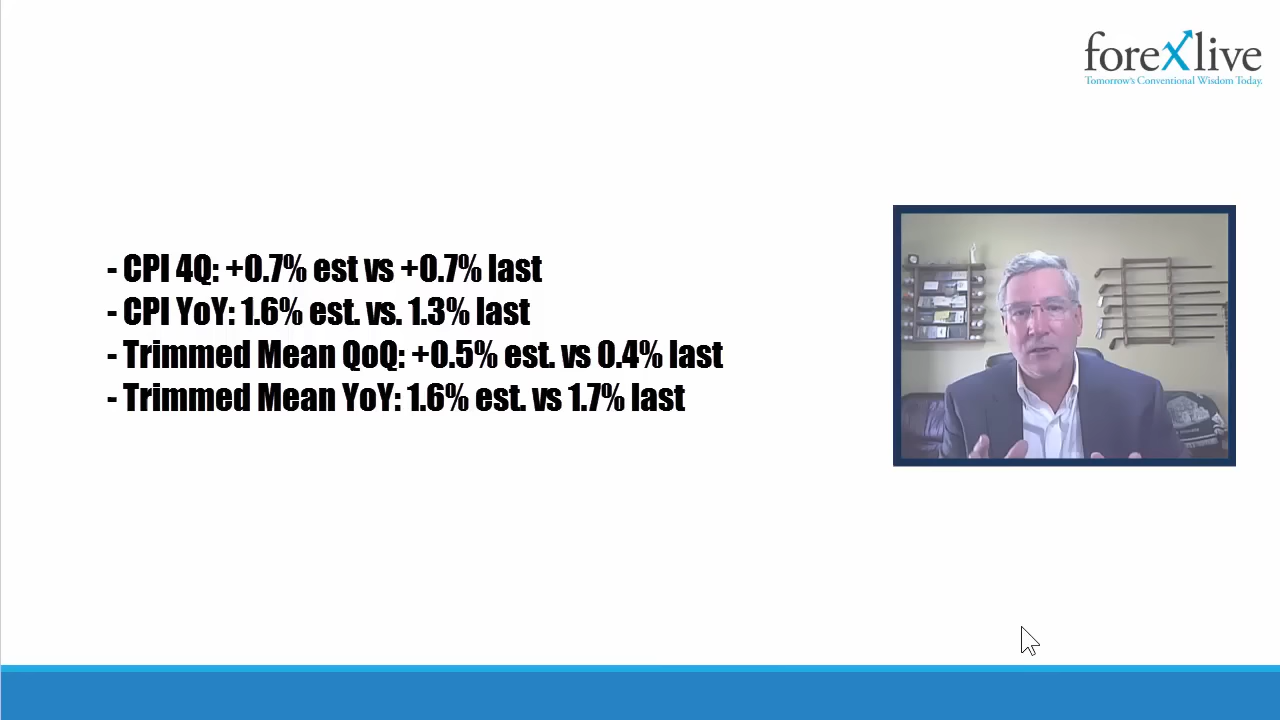 forexlive
Tomorrow's Conventional Wisdom Today.
- CPI 4Q: +0.7% est vs +0.7% last
- CPI YoY: 1.6% est. vs. 1.3% last
- Trimmed Mean QoQ: +0.5% est. vs 0.4% last
- Trimmed Mean YoY: 1.6% est. vs 1.7% last